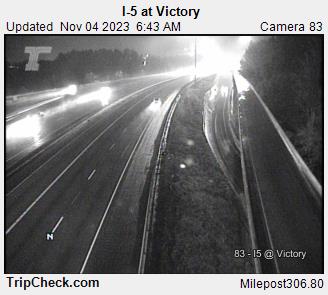 I-5 at Victory
Updated Nov 04 2023 6:43 AM Camera 83
N
83 - I5 @ Victory
TripCheck.com Milepost306.80